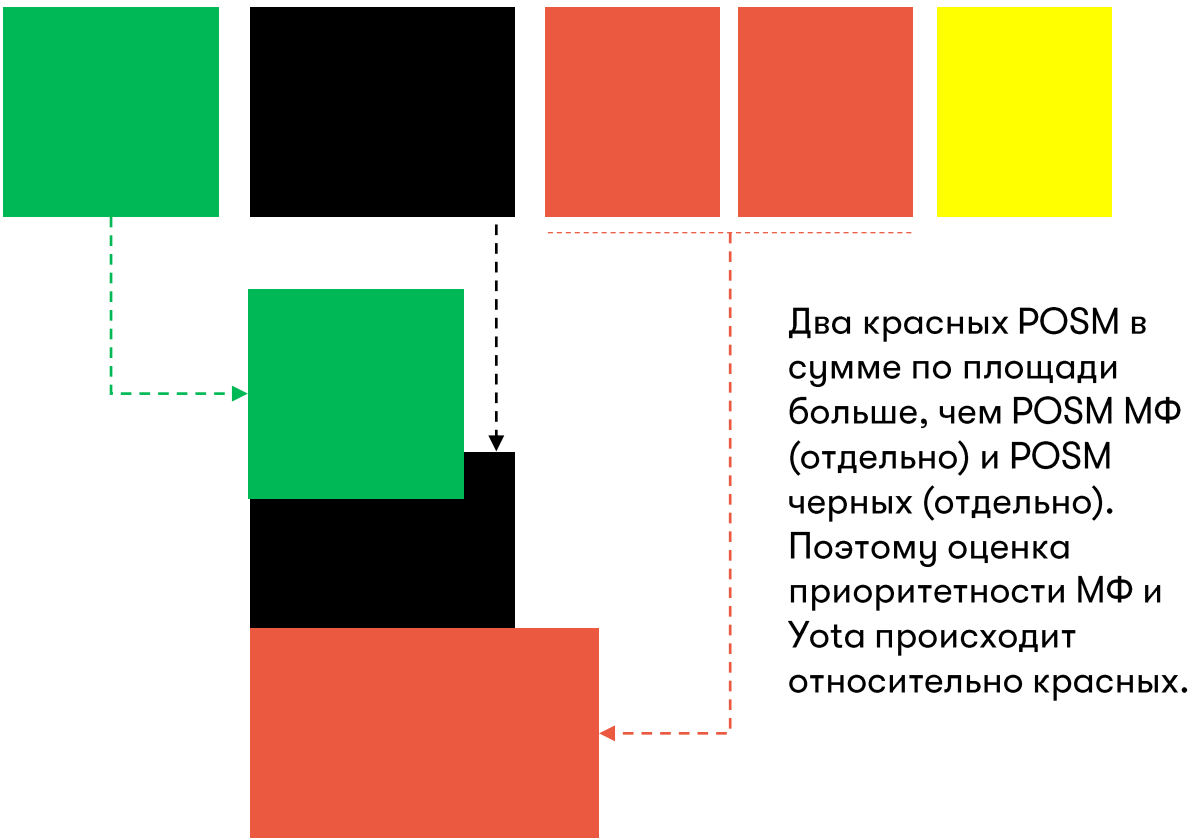 Два красных POSM в
сумме по площади
больше, чем POSM МФ
(отдельно) и POSM
черных (отдельно).
Поэтому оценка
приоритетности МФ и
Yota происходит
относительно красных.